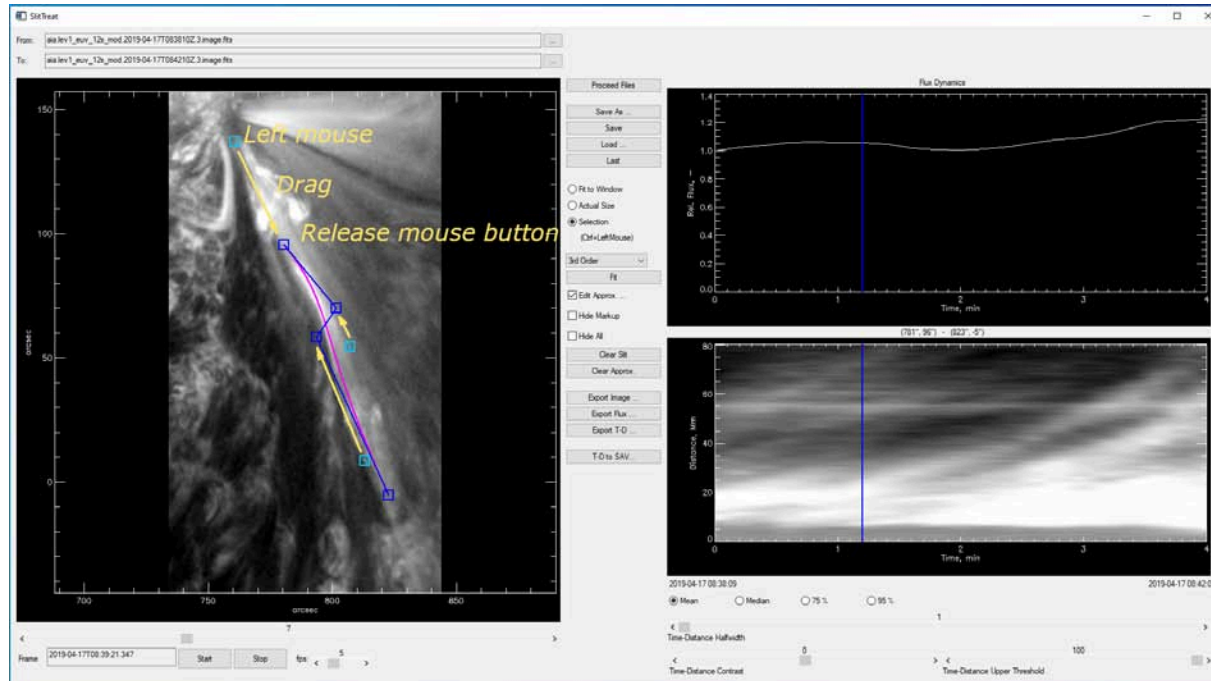 SlitTreat
From: aia.lev1_euv_12s_mod.2019-04-17T083810Z.3.image.fits ...
To: aia.lev1_euv_12s_mod.2019-04-17T084210Z.3.image.fits ...
150
100
50
0
arcsec
700 750 800 850
arcsec
Left mouse
Drag
Release mouse button
7
Frame 2019-04-17T08:39:21.347 Start Stop fps 5
Proceed Files
Save As ...
Save
Load ...
Last
Fit to Window
Actual Size
Selection
(Ctrl+LeftMouse)
3rd Order
Fit
Edit Approx. ...
Hide Markup
Hide All
Clear Slit
Clear Approx.
Export Image ...
Export Flux ...
Export T-D ...
T-D to SAV...
Flux Dynamics
1.4
1.2
1.0
0.8
0.6
0.4
0.2
0.0
Rel. Flux, –
0 1 2 3 4
Time, min
(781", 96") - (823", -5")
80
60
40
20
0
Distance, Mm
0 1 2 3 4
Time, min
2019-04-17 08:38:09 2019-04-17 08:42:0
Mean Median 75 % 95 %
1
Time-Distance Halfwidth
0 100
Time-Distance Contrast Time-Distance Upper Threshold